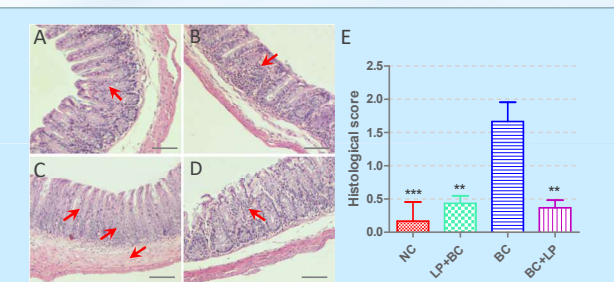 A
B
C
D
E
Histological score
2.5
2.0
1.5
1.0
0.5
0.0
***
**
**
NC
LP+BC
BC
BC+LP